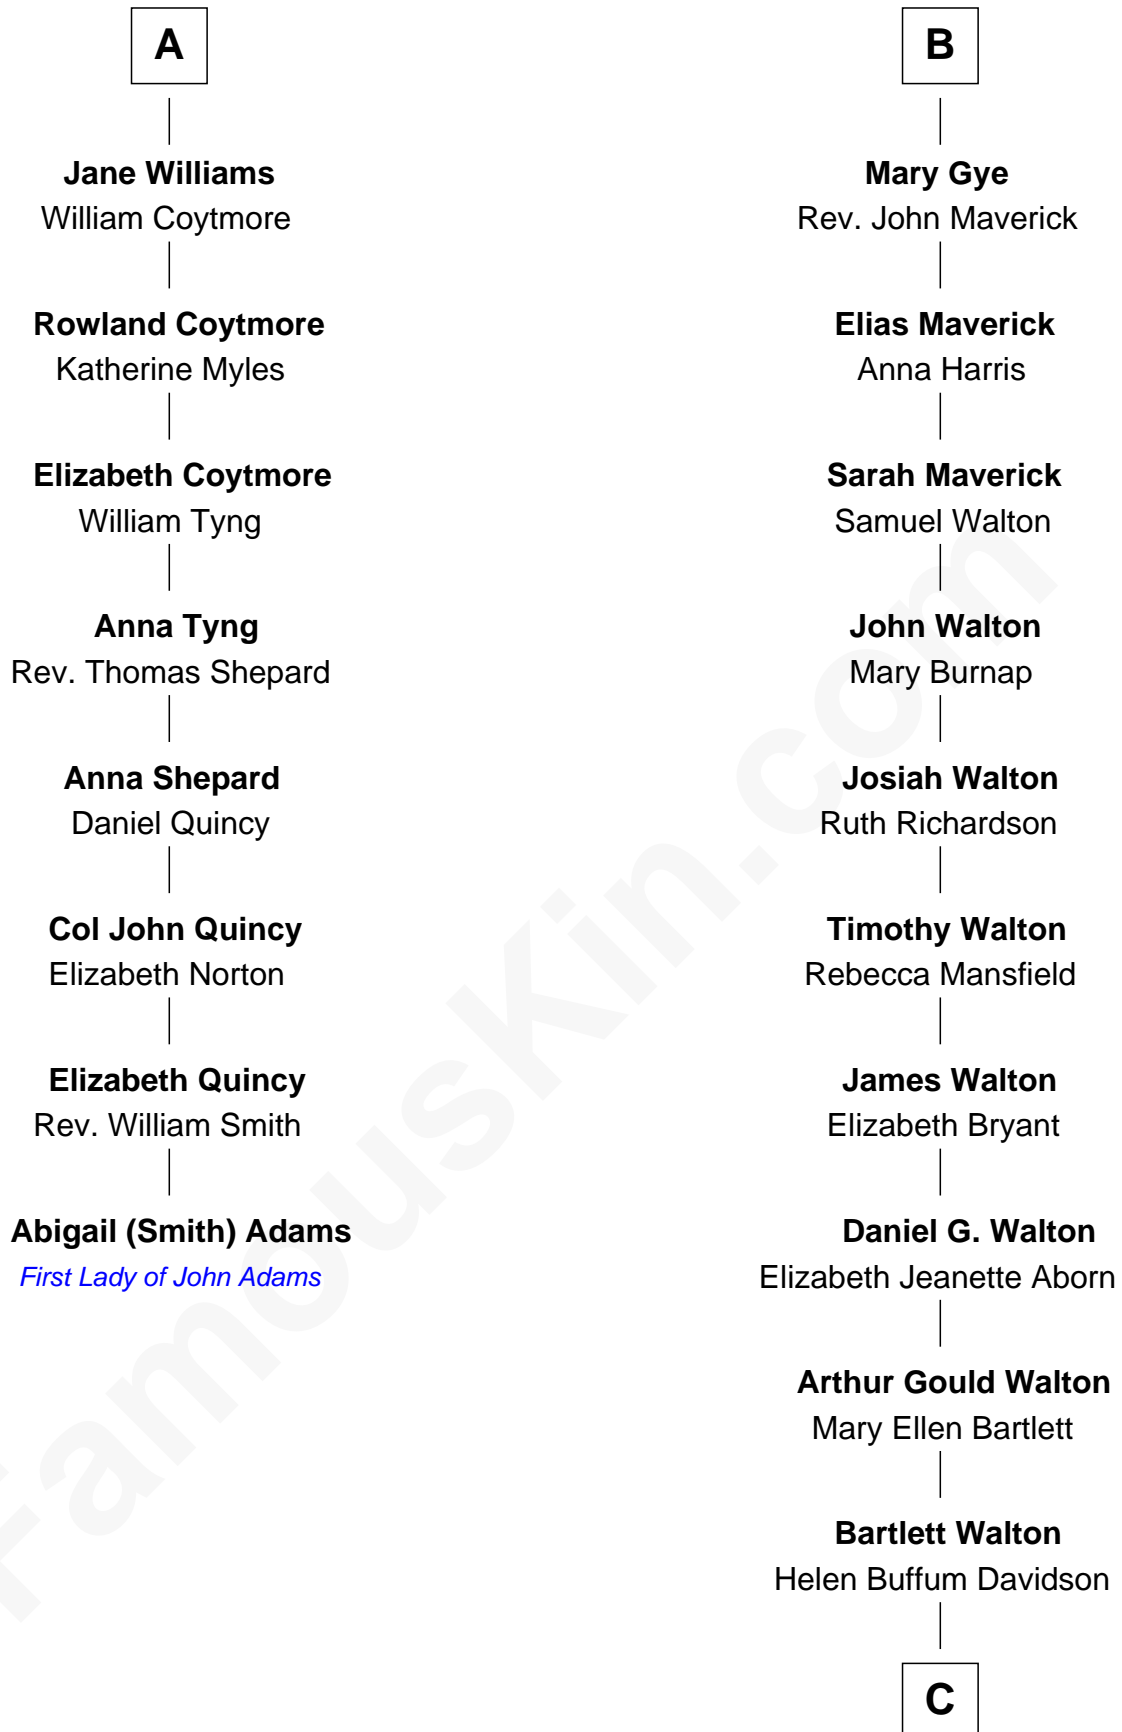 A
Jane Williams
William Coytmore
Rowland Coytmore
Katherine Myles
Elizabeth Coytmore
William Tyng
Anna Tyng
Rev. Thomas Shepard
Anna Shepard
Daniel Quincy
Col John Quincy
Elizabeth Norton
Elizabeth Quincy
Rev. William Smith
Abigail (Smith) Adams
First Lady of John Adams
B
Mary Gye
Rev. John Maverick
Elias Maverick
Anna Harris
Sarah Maverick
Samuel Walton
John Walton
Mary Burnap
Josiah Walton
Ruth Richardson
Timothy Walton
Rebecca Mansfield
James Walton
Elizabeth Bryant
Daniel G. Walton
Elizabeth Jeanette Aborn
Arthur Gould Walton
Mary Ellen Bartlett
Bartlett Walton
Helen Buffum Davidson
C
FamousKin.com